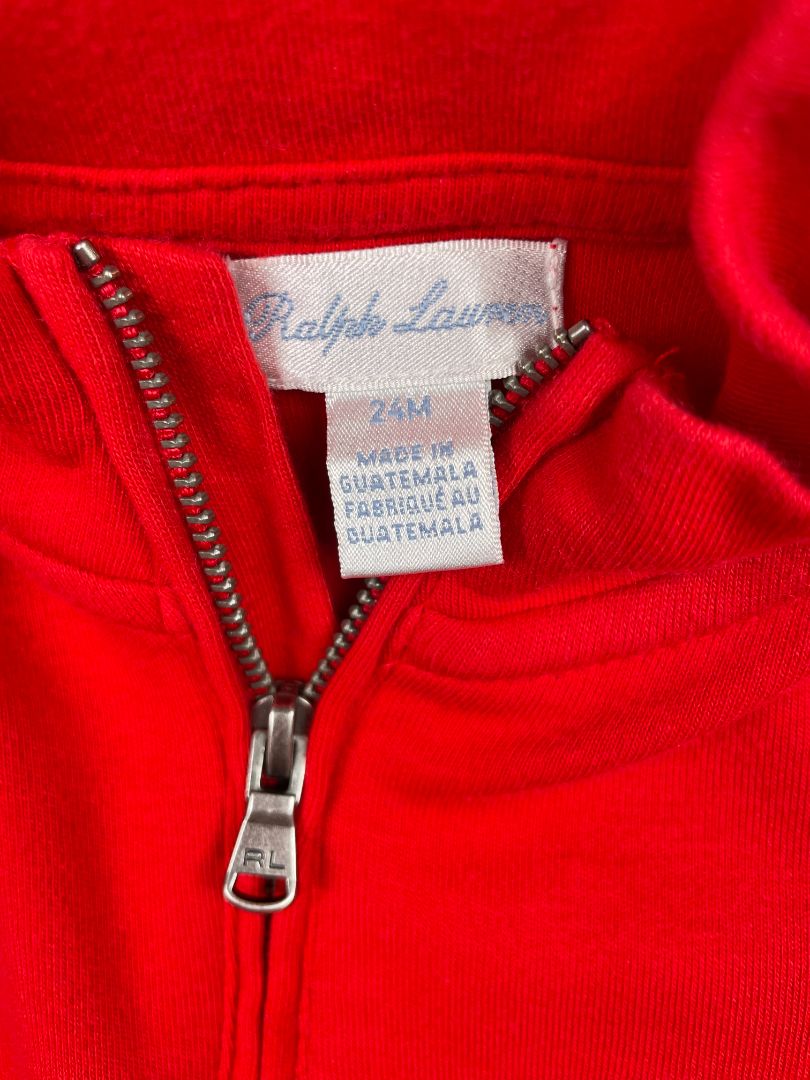 Ralph Lauren
24M
MADE IN
GUATEMALA
FABRIQUÉ AU
GUATEMALA
RL